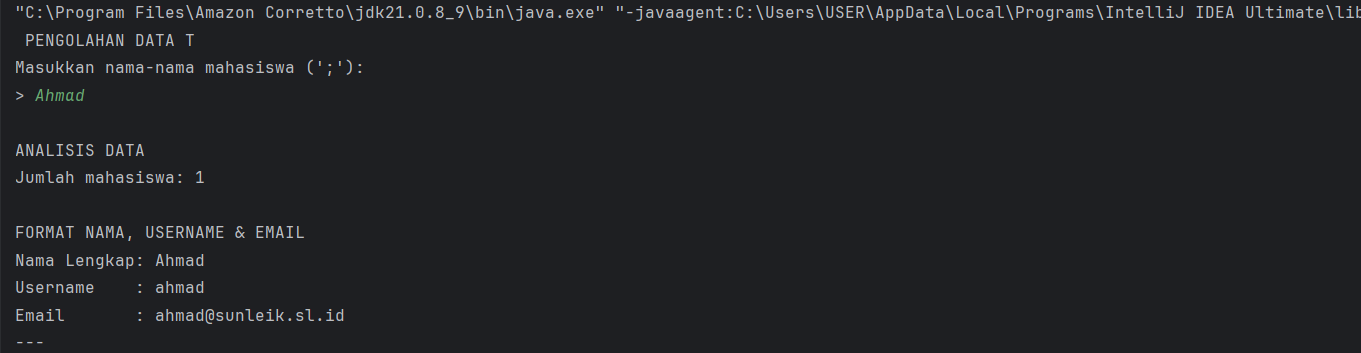 "C:\Program Files\Amazon Corretto\jdk21.0.8_9\bin\java.exe" "-javaagent:C:\Users\USER\AppData\Local\Programs\IntelliJ IDEA Ultimate\lib
PENGOLAHAN DATA T
Masukkan nama-nama mahasiswa (';'):
> Ahmad
ANALISIS DATA
Jumlah mahasiswa: 1
FORMAT NAMA, USERNAME & EMAIL
Nama Lengkap: Ahmad
Username    : ahmad
Email       : ahmad@sunleik.sl.id
---